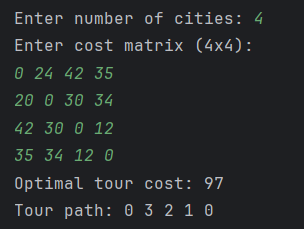 Enter number of cities: 4
Enter cost matrix (4x4):
0 24 42 35
20 0 30 34
42 30 0 12
35 34 12 0
Optimal tour cost: 97
Tour path: 0 3 2 1 0